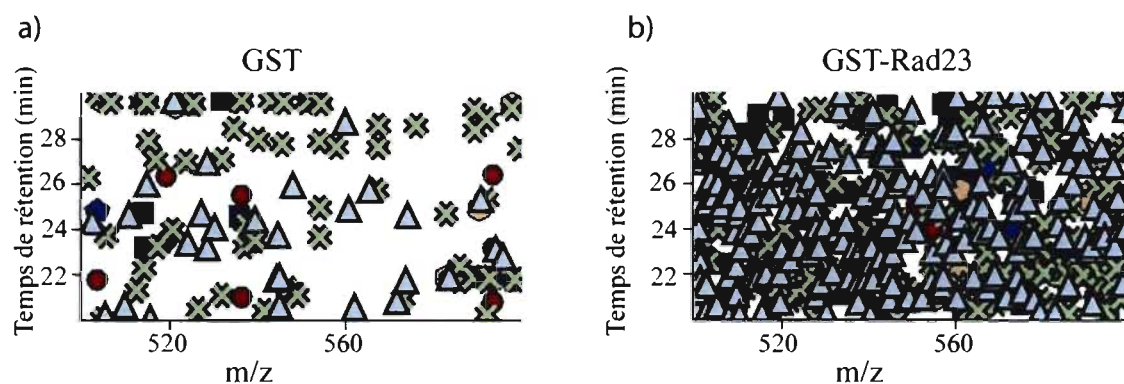 a)
GST
Temps de rétention (min)
28
26
24
22
520
560
m/z
b)
GST-Rad23
Temps de rétention (min)
28
26
24
22
520
560
m/z